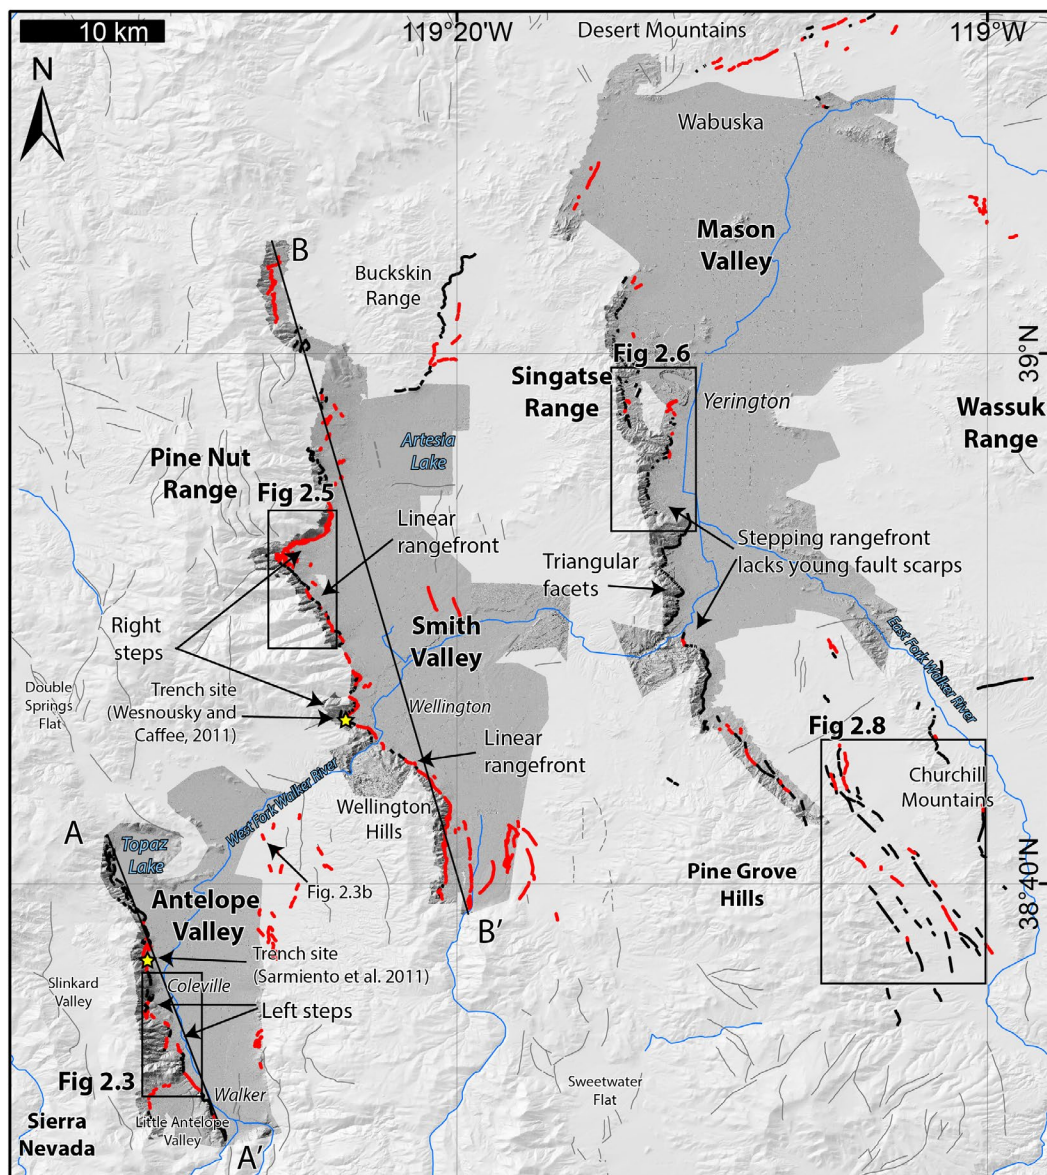 10 km
119°20'W
119°W
Desert Mountains
N
Wabuska
Mason
Valley
B
Buckskin
Range
39°N
Fig 2.6
Singatse
Range
Yerington
Wassuk
Range
Artesia
Lake
Pine Nut
Range
Fig 2.5
Linear
rangefront
Stepping rangefront
lacks young fault scarps
Triangular
facets
Smith
Valley
Right
steps
East Fork Walker River
Double
Springs
Flat
Trench site
(Wesnousky and
Caffee, 2011)
Wellington
Linear
rangefront
Fig 2.8
Churchill
Mountains
West Fork Walker River
Wellington
Hills
A
Topaz
Lake
Fig. 2.3b
Pine Grove
Hills
38°40'N
Antelope
Valley
B'
Trench site
(Sarmiento et al. 2011)
Slinkard
Valley
Coleville
Left steps
Fig 2.3
Walker
Sweetwater
Flat
Sierra
Nevada
Little Antelope
Valley
A'